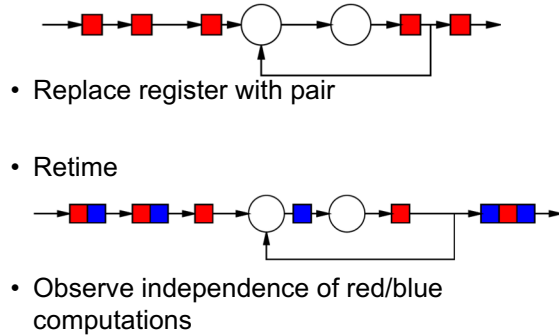 • Replace register with pair
• Retime
• Observe independence of red/blue
computations